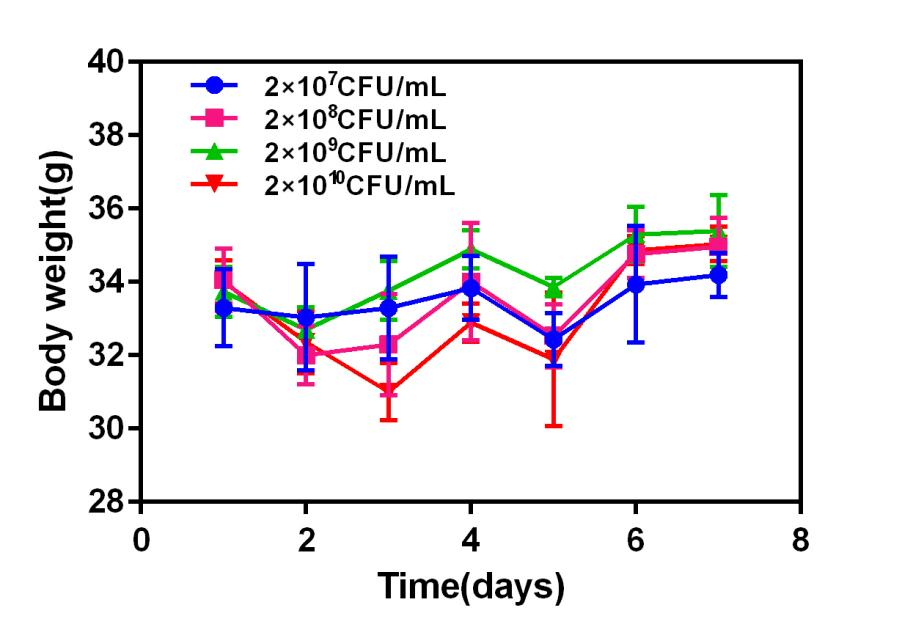 40
38
36
34
32
30
28
Body weight(g)
2×10⁷CFU/mL
2×10⁸CFU/mL
2×10⁹CFU/mL
2×10¹⁰CFU/mL
0 2 4 6 8
Time(days)